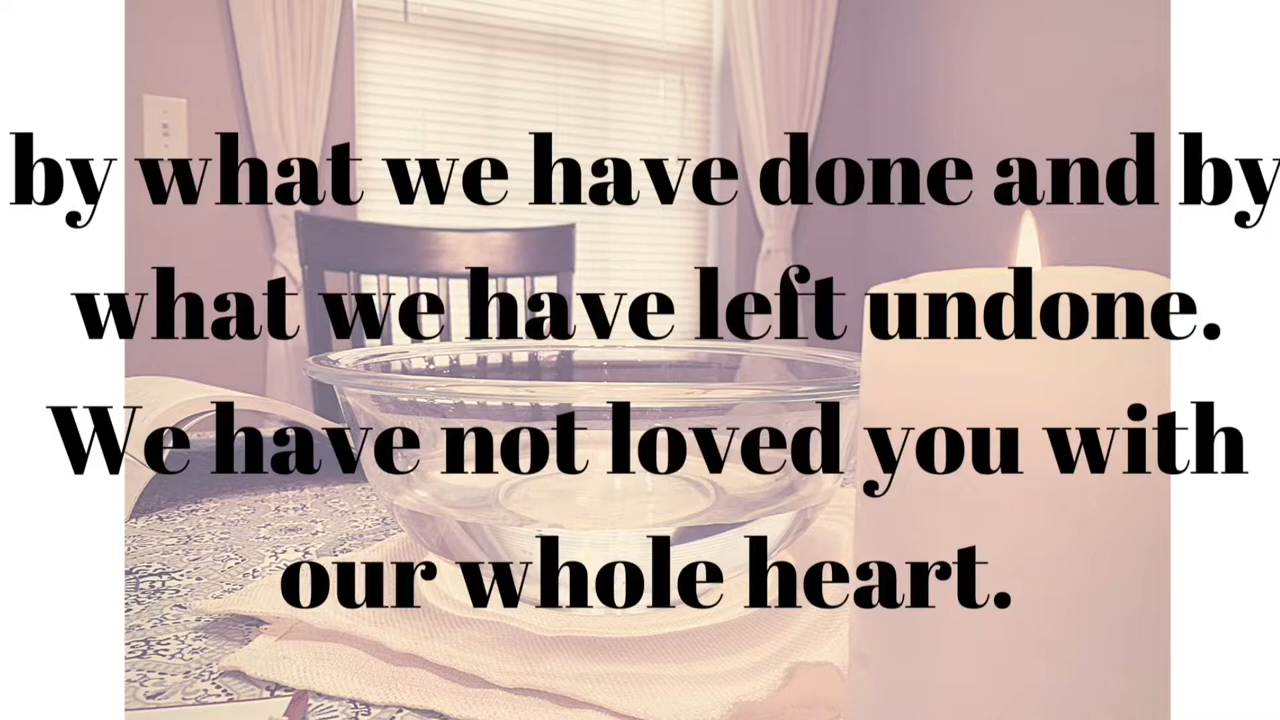 by what we have done and by
what we have left undone.
We have not loved you with
our whole heart.